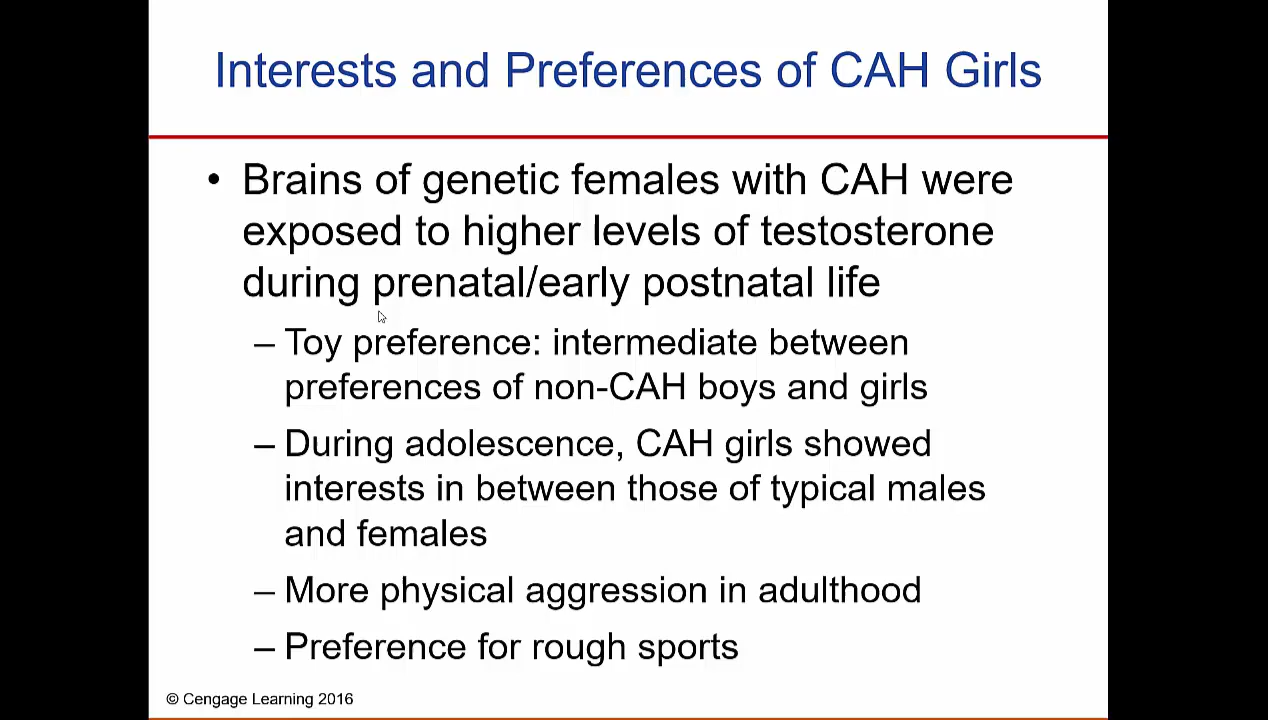 Interests and Preferences of CAH Girls
• Brains of genetic females with CAH were
exposed to higher levels of testosterone
during prenatal/early postnatal life
– Toy preference: intermediate between
preferences of non-CAH boys and girls
– During adolescence, CAH girls showed
interests in between those of typical males
and females
– More physical aggression in adulthood
– Preference for rough sports
© Cengage Learning 2016